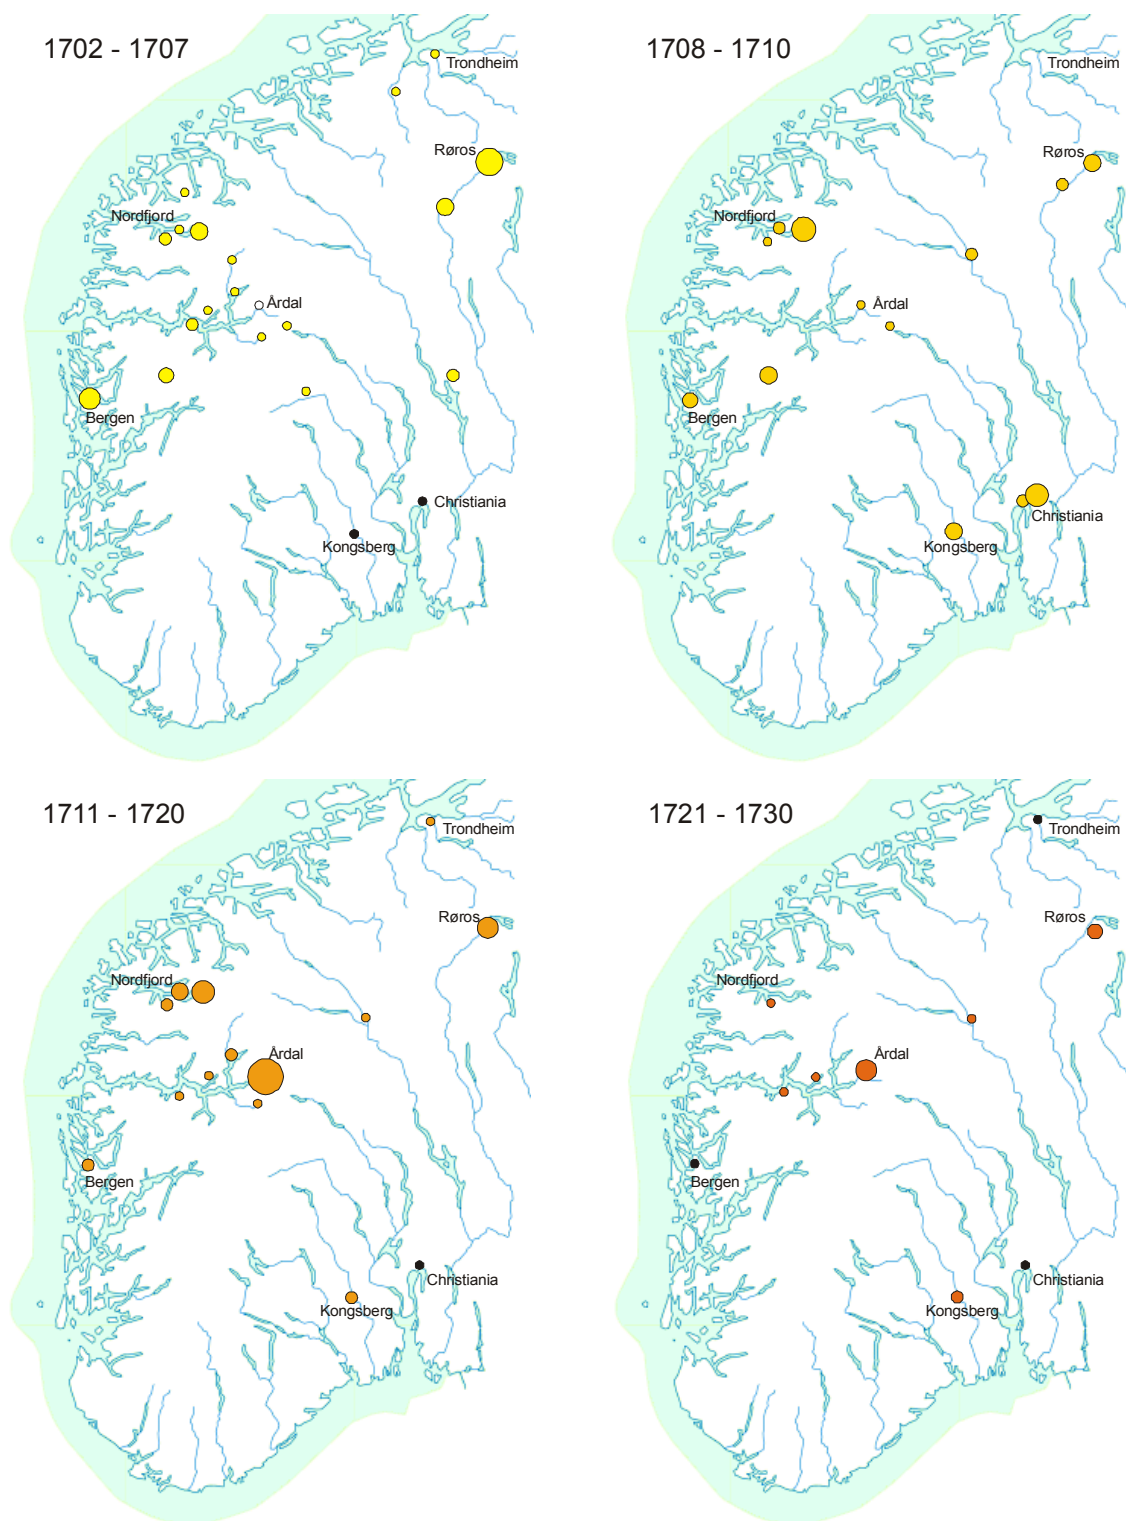 1702 - 1707
Trondheim
Røros
Nordfjord
Årdal
Bergen
Christiania
Kongsberg
1708 - 1710
Trondheim
Røros
Nordfjord
Årdal
Bergen
Christiania
Kongsberg
1711 - 1720
Trondheim
Røros
Nordfjord
Årdal
Bergen
Christiania
Kongsberg
1721 - 1730
Trondheim
Røros
Nordfjord
Årdal
Bergen
Christiania
Kongsberg